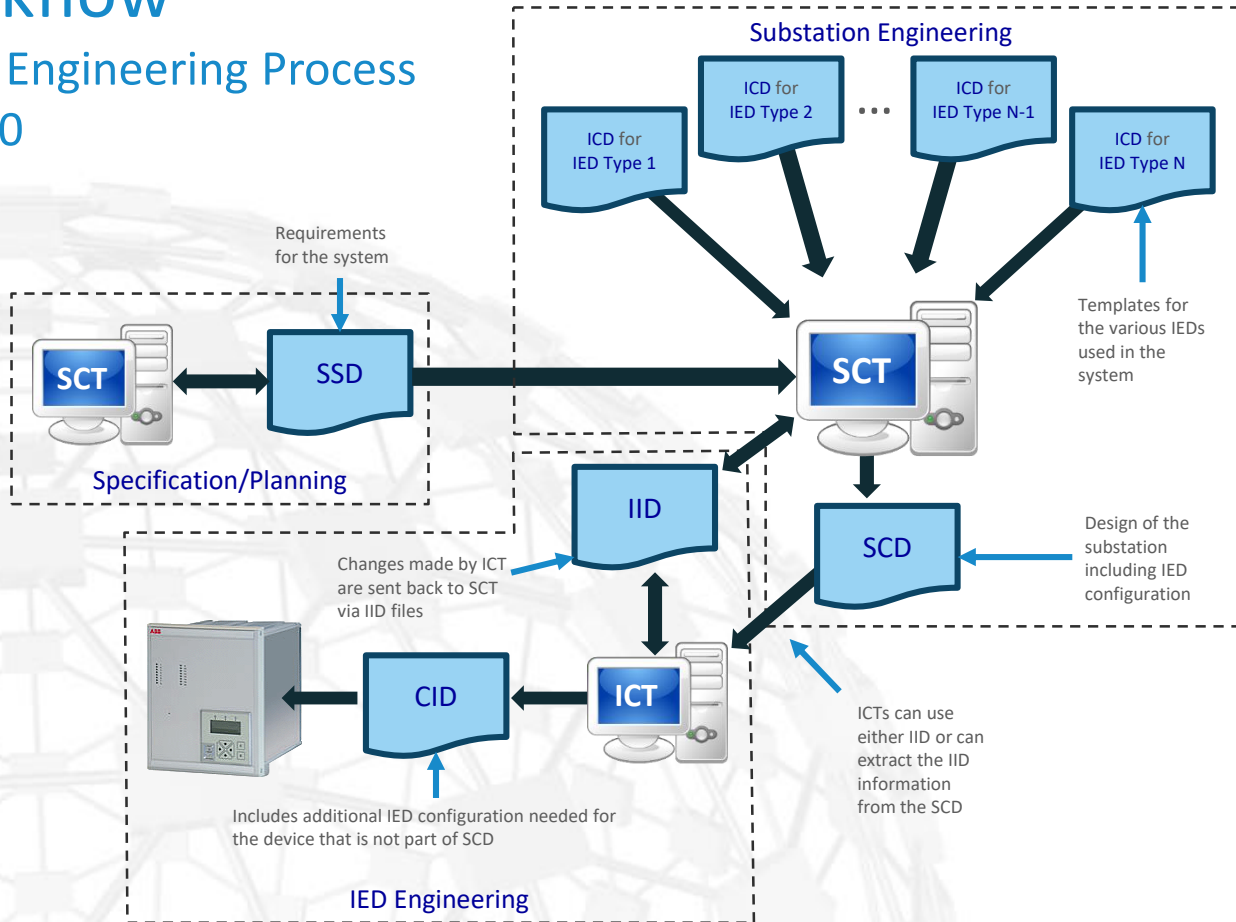 Engineering Process
0
Substation Engineering
ICD for
IED Type 1
ICD for
IED Type 2
...
ICD for
IED Type N-1
ICD for
IED Type N
Requirements
for the system
SCT
SSD
Specification/Planning
SCT
Templates for
the various IEDs
used in the
system
IID
SCD
Design of the
substation
including IED
configuration
Changes made by ICT
are sent back to SCT
via IID files
ABB
CID
ICT
ICTs can use
either IID or can
extract the IID
information
from the SCD
Includes additional IED configuration needed for
the device that is not part of SCD
IED Engineering